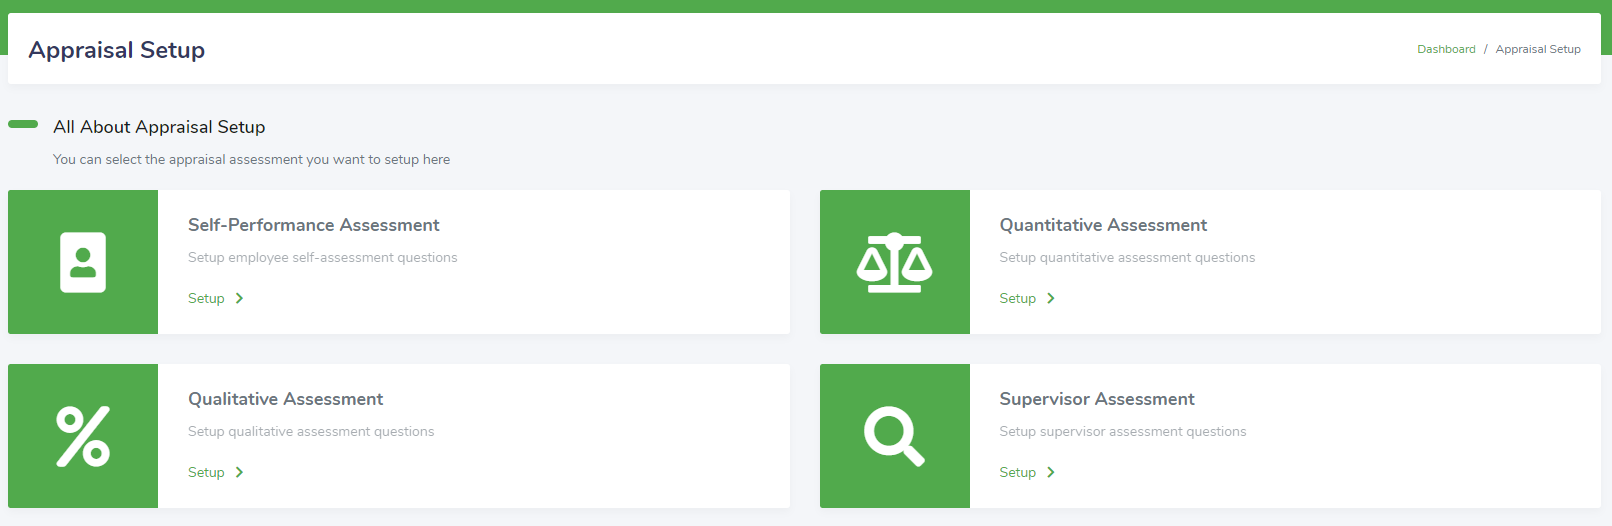 Appraisal Setup
Dashboard / Appraisal Setup
All About Appraisal Setup
You can select the appraisal assessment you want to setup here
Self-Performance Assessment
Setup employee self-assessment questions
Setup
Quantitative Assessment
Setup quantitative assessment questions
Setup
Qualitative Assessment
Setup qualitative assessment questions
Setup
Supervisor Assessment
Setup supervisor assessment questions
Setup